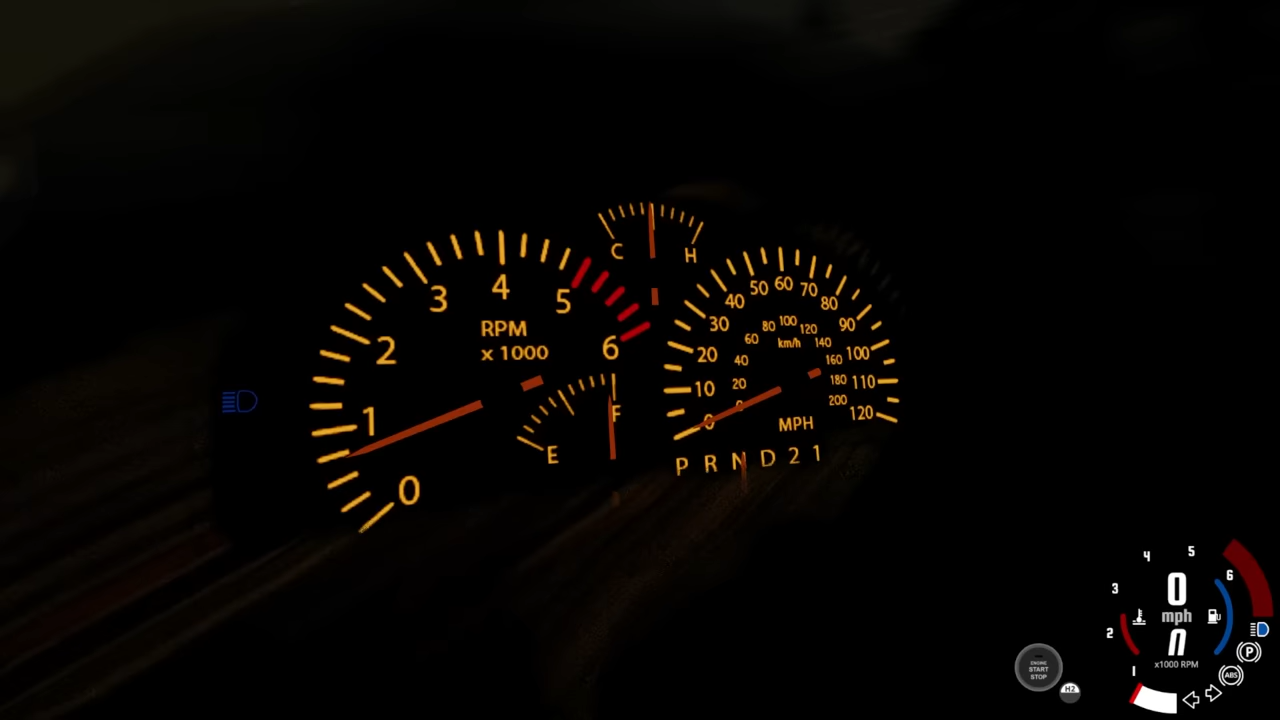 C H
0 1 2 3 4 5 6
RPM
x 1000
E F
0 10 20 30 40 50 60 70 80 90 100 110 120
0 20 40 60 80 100 120 140 160 180 200
km/h
MPH
P R N D 2 1
1 2 3 4 5 6
0
mph
n
x1000 RPM
P
ABS
ENGINE
START
STOP
H2